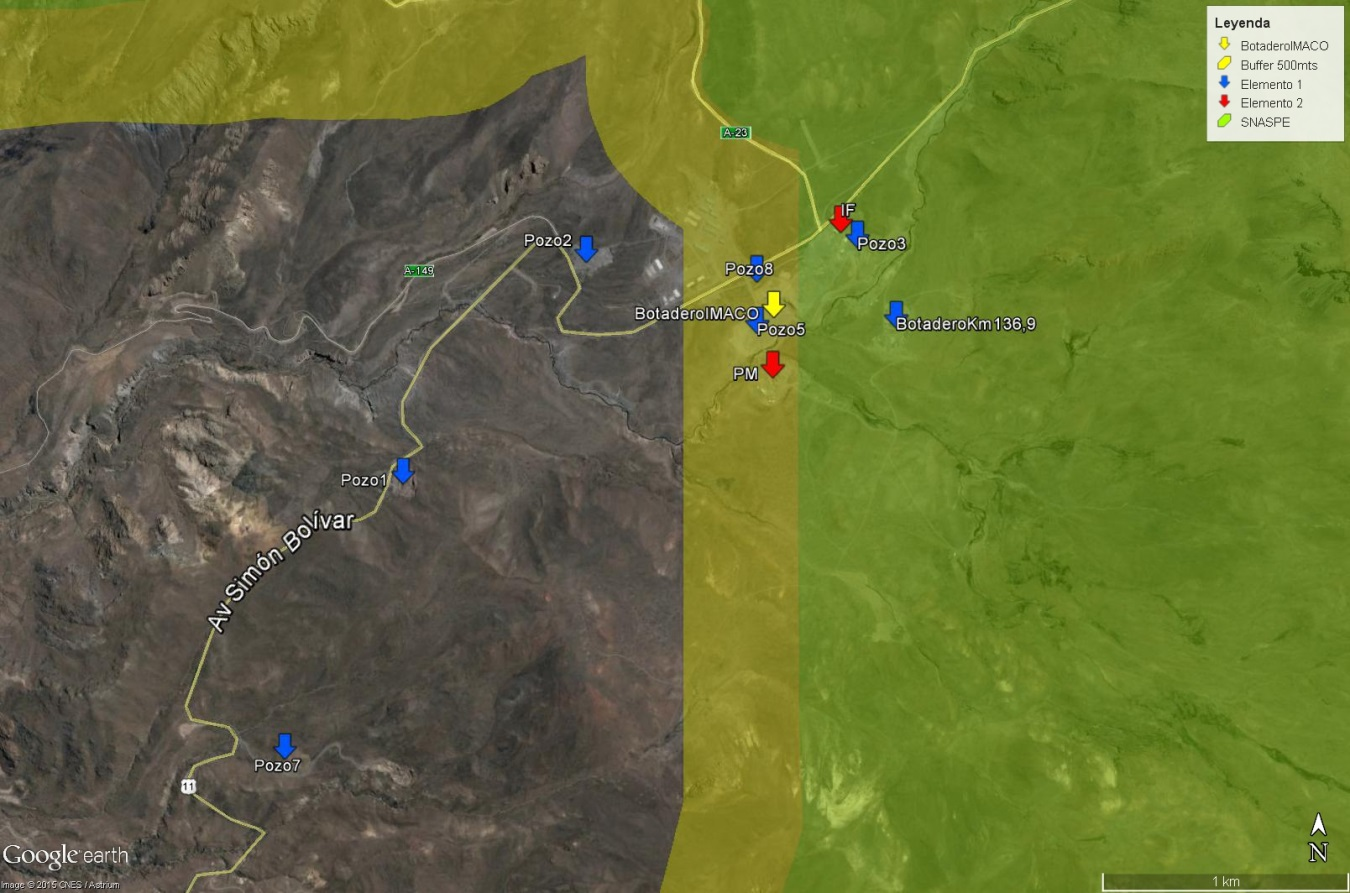 Leyenda
BotaderoIMACO
Buffer 500mts
Elemento 1
Elemento 2
SNASPE
A-23
IF
Pozo3
Pozo2
A-149
Pozo8
BotaderoIMACO
Pozo5
BotaderoKm136,9
PM
Pozo1
Av Simón Bolívar
Pozo7
11
Google earth
Image © 2015 CNES / Astrium
N
1 km